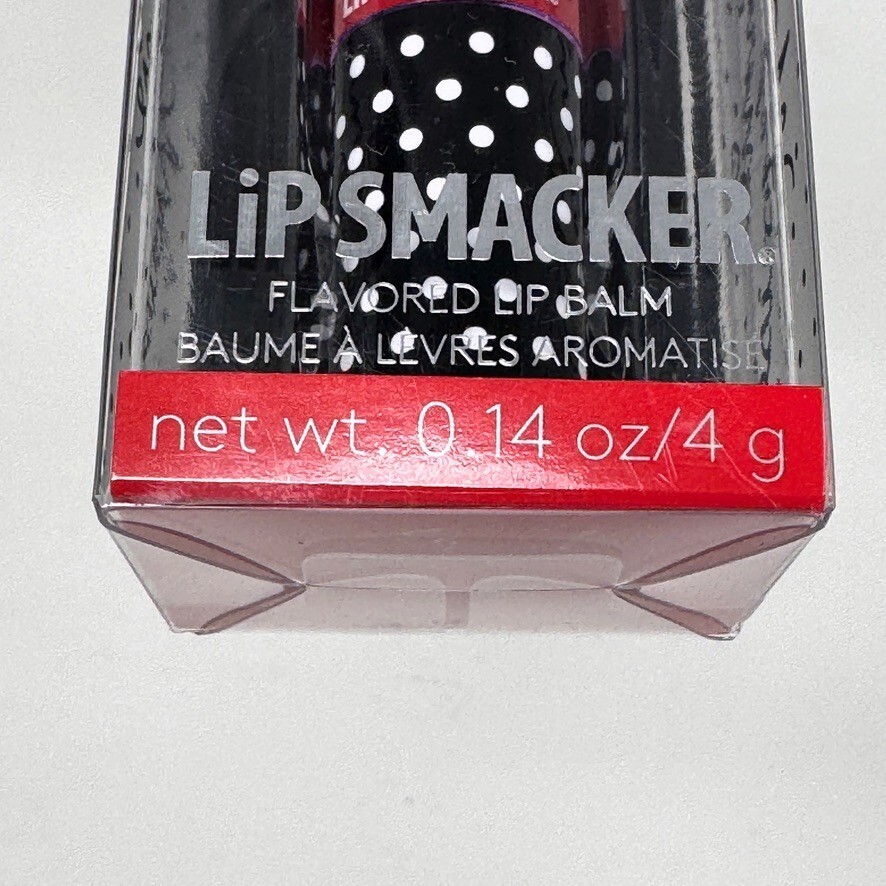 LiP SMACKER®
FLAVORED LIP BALM
BAUME À LÈVRES AROMATISÉ
net wt. 0.14 oz/4 g